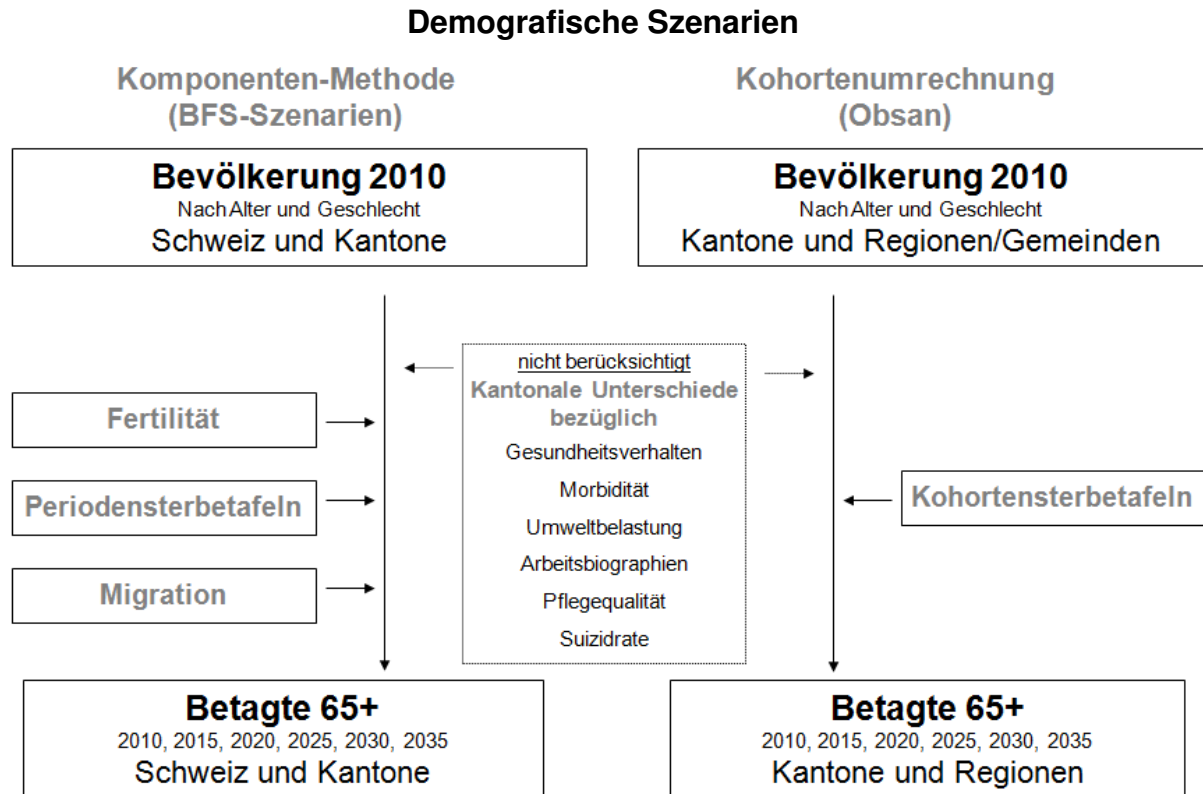 Demografische Szenarien
Komponenten-Methode
(BFS-Szenarien)
Bevölkerung 2010
Nach Alter und Geschlecht
Schweiz und Kantone
Kohortenumrechnung
(Obsan)
Bevölkerung 2010
Nach Alter und Geschlecht
Kantone und Regionen/Gemeinden
nicht berücksichtigt
Kantonale Unterschiede
bezüglich
Gesundheitsverhalten
Morbidität
Umweltbelastung
Arbeitsbiographien
Pflegequalität
Suizidrate
Fertilität
Periodensterbetafeln
Migration
Kohortensterbetafeln
Betagte 65+
2010, 2015, 2020, 2025, 2030, 2035
Schweiz und Kantone
Betagte 65+
2010, 2015, 2020, 2025, 2030, 2035
Kantone und Regionen